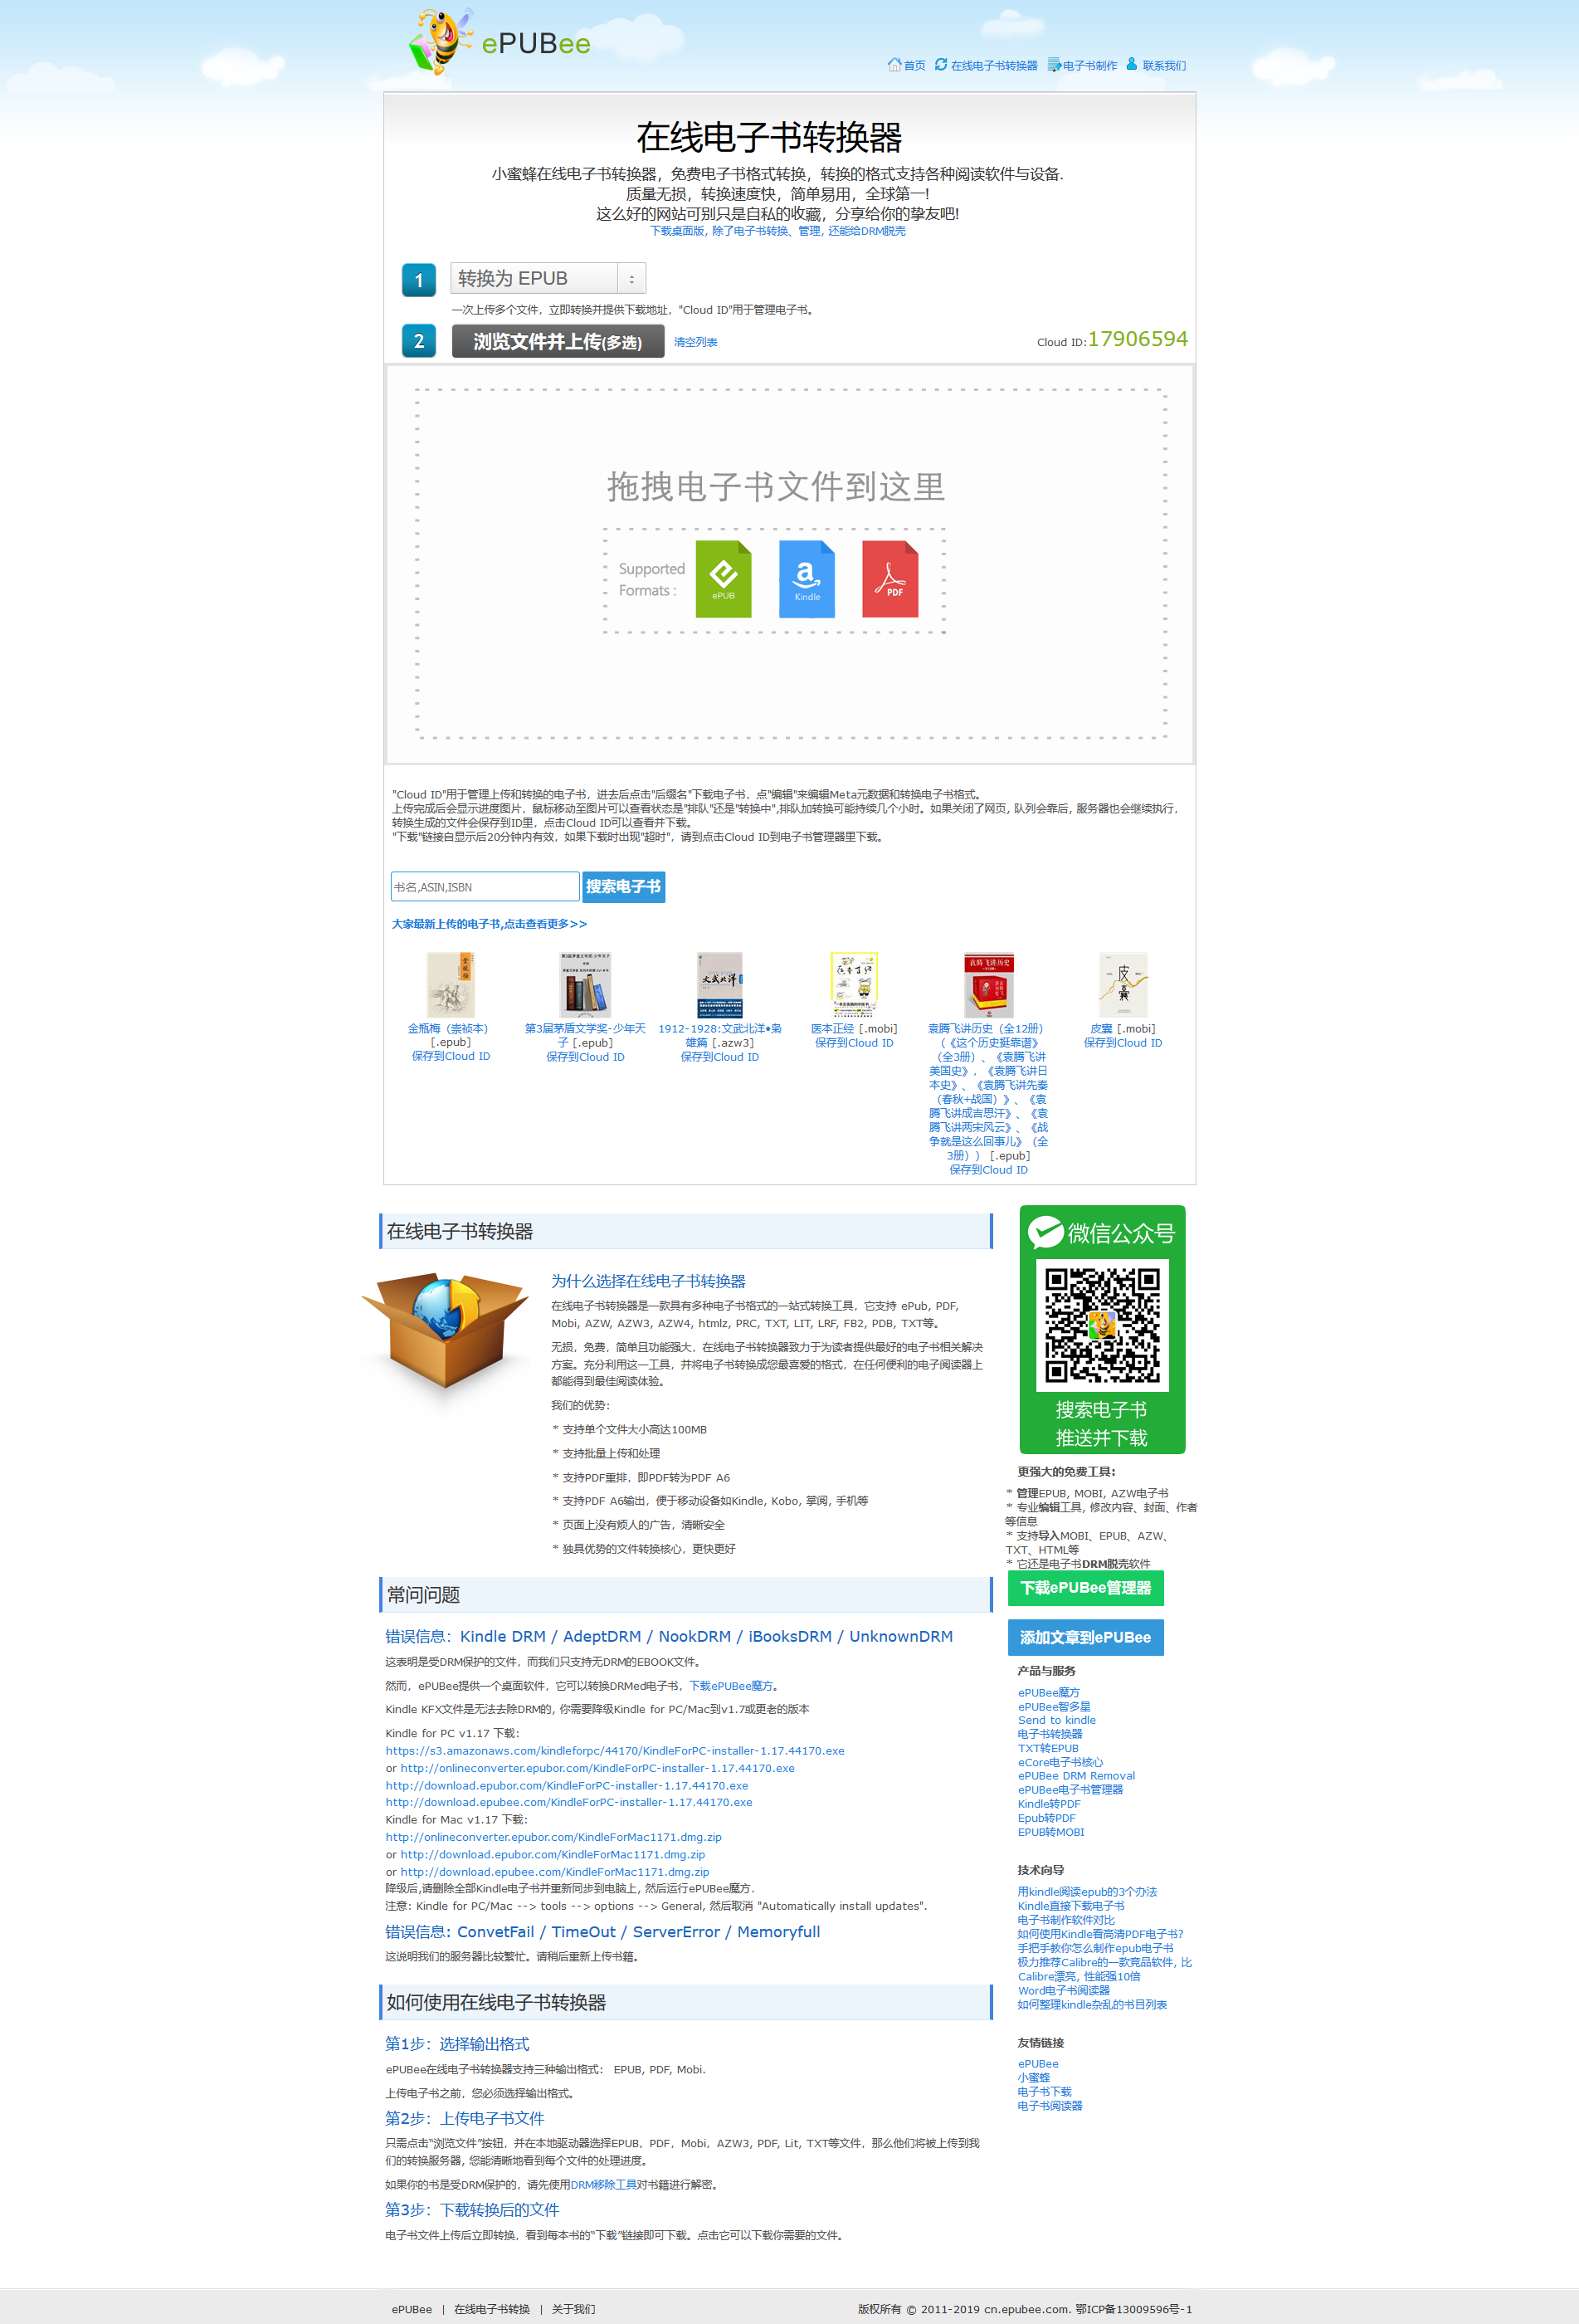 ePUBee
首页 在线电子书转换器 电子书制作 联系我们
在线电子书转换器
小蜜蜂在线电子书转换器，免费电子书格式转换，转换的格式支持各种阅读软件与设备.
质量无损，转换速度快，简单易用，全球第一!
这么好的网站可别只是自私的收藏，分享给你的挚友吧!
下载桌面版, 除了电子书转换、管理, 还能给DRM脱壳
1 转换为 EPUB
一次上传多个文件，立即转换并提供下载地址，"Cloud ID"用于管理电子书。
2 浏览文件并上传(多选) 清空列表 Cloud ID:17906594
拖拽电子书文件到这里
Supported
Formats :
ePUB
a
Kindle
PDF
"Cloud ID"用于管理上传和转换的电子书，进去后点击"后缀名"下载电子书，点"编辑"来编辑Meta元数据和转换电子书格式。
上传完成后会显示进度图片，鼠标移动至图片可以查看状态是"排队"还是"转换中",排队加转换可能持续几个小时。如果关闭了网页, 队列会靠后, 服务器也会继续执行,
转换生成的文件会保存到ID里，点击Cloud ID可以查看并下载。
"下载"链接自显示后20分钟内有效，如果下载时出现"超时"，请到点击Cloud ID到电子书管理器里下载。
书名,ASIN,ISBN 搜索电子书
大家最新上传的电子书,点击查看更多>>
金瓶梅（崇祯本）
[.epub]
保存到Cloud ID
第3届茅盾文学奖-少年天
子 [.epub]
保存到Cloud ID
文武北洋
1912-1928:文武北洋•枭
雄篇 [.azw3]
保存到Cloud ID
医本正经 [.mobi]
保存到Cloud ID
袁腾飞讲历史
袁腾飞讲历史（全12册）
（《这个历史挺靠谱》
（全3册）、《袁腾飞讲
美国史》，《袁腾飞讲日
本史》、《袁腾飞讲先秦
（春秋+战国）》、《袁
腾飞讲成吉思汗》、《袁
腾飞讲两宋风云》、《战
争就是这么回事儿》（全
3册）） [.epub]
保存到Cloud ID
皮囊
皮囊 [.mobi]
保存到Cloud ID
在线电子书转换器
为什么选择在线电子书转换器
在线电子书转换器是一款具有多种电子书格式的一站式转换工具，它支持 ePub, PDF,
Mobi, AZW, AZW3, AZW4, htmlz, PRC, TXT, LIT, LRF, FB2, PDB, TXT等。
无损，免费，简单且功能强大，在线电子书转换器致力于为读者提供最好的电子书相关解决
方案。充分利用这一工具，并将电子书转换成您最喜爱的格式，在任何便利的电子阅读器上
都能得到最佳阅读体验。
我们的优势：
* 支持单个文件大小高达100MB
* 支持批量上传和处理
* 支持PDF重排，即PDF转为PDF A6
* 支持PDF A6输出，便于移动设备如Kindle, Kobo, 掌阅, 手机等
* 页面上没有烦人的广告，清晰安全
* 独具优势的文件转换核心，更快更好
常问问题
错误信息：Kindle DRM / AdeptDRM / NookDRM / iBooksDRM / UnknownDRM
这表明是受DRM保护的文件，而我们只支持无DRM的EBOOK文件。
然而，ePUBee提供一个桌面软件，它可以转换DRMed电子书，下载ePUBee魔方。
Kindle KFX文件是无法去除DRM的, 你需要降级Kindle for PC/Mac到v1.7或更老的版本
Kindle for PC v1.17 下载:
https://s3.amazonaws.com/kindleforpc/44170/KindleForPC-installer-1.17.44170.exe
or http://onlineconverter.epubor.com/KindleForPC-installer-1.17.44170.exe
http://download.epubor.com/KindleForPC-installer-1.17.44170.exe
http://download.epubee.com/KindleForPC-installer-1.17.44170.exe
Kindle for Mac v1.17 下载:
http://onlineconverter.epubor.com/KindleForMac1171.dmg.zip
or http://download.epubor.com/KindleForMac1171.dmg.zip
or http://download.epubee.com/KindleForMac1171.dmg.zip
降级后,请删除全部Kindle电子书并重新同步到电脑上, 然后运行ePUBee魔方.
注意: Kindle for PC/Mac --> tools --> options --> General, 然后取消 "Automatically install updates".
错误信息: ConvetFail / TimeOut / ServerError / Memoryfull
这说明我们的服务器比较繁忙。请稍后重新上传书籍。
如何使用在线电子书转换器
第1步：选择输出格式
ePUBee在线电子书转换器支持三种输出格式： EPUB, PDF, Mobi.
上传电子书之前，您必须选择输出格式。
第2步：上传电子书文件
只需点击“浏览文件”按钮，并在本地驱动器选择EPUB，PDF，Mobi，AZW3, PDF, Lit, TXT等文件，那么他们将被上传到我
们的转换服务器, 您能清晰地看到每个文件的处理进度。
如果你的书是受DRM保护的，请先使用DRM移除工具对书籍进行解密。
第3步：下载转换后的文件
电子书文件上传后立即转换，看到每本书的“下载”链接即可下载。点击它可以下载你需要的文件。
微信公众号
搜索电子书
推送并下载
更强大的免费工具:
* 管理EPUB, MOBI, AZW电子书
* 专业编辑工具, 修改内容、封面、作者
等信息
* 支持导入MOBI、EPUB、AZW、
TXT、HTML等
* 它还是电子书DRM脱壳软件
下载ePUBee管理器
添加文章到ePUBee
产品与服务
ePUBee魔方
ePUBee智多星
Send to kindle
电子书转换器
TXT转EPUB
eCore电子书核心
ePUBee DRM Removal
ePUBee电子书管理器
Kindle转PDF
Epub转PDF
EPUB转MOBI
技术向导
用kindle阅读epub的3个办法
Kindle直接下载电子书
电子书制作软件对比
如何使用Kindle看高清PDF电子书?
手把手教你怎么制作epub电子书
极力推荐Calibre的一款竞品软件, 比
Calibre漂亮, 性能强10倍
Word电子书阅读器
如何整理kindle杂乱的书目列表
友情链接
ePUBee
小蜜蜂
电子书下载
电子书阅读器
ePUBee | 在线电子书转换 | 关于我们 版权所有 © 2011-2019 cn.epubee.com. 鄂ICP备13009596号-1